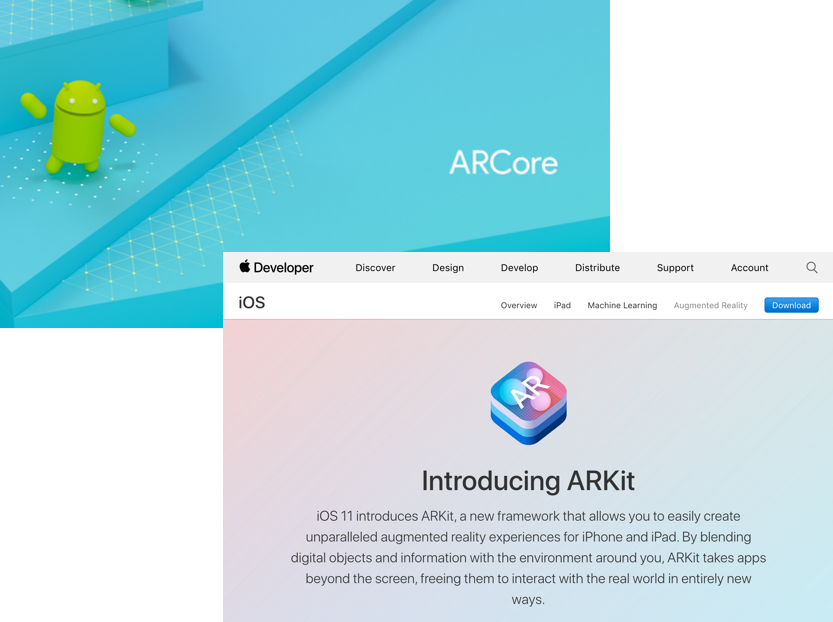 ARCore
Developer
Discover
Design
Develop
Distribute
Support
Account
iOS
Overview
iPad
Machine Learning
Augmented Reality
Download
AR
Introducing ARKit
iOS 11 introduces ARKit, a new framework that allows you to easily create
unparalleled augmented reality experiences for iPhone and iPad. By blending
digital objects and information with the environment around you, ARKit takes apps
beyond the screen, freeing them to interact with the real world in entirely new
ways.